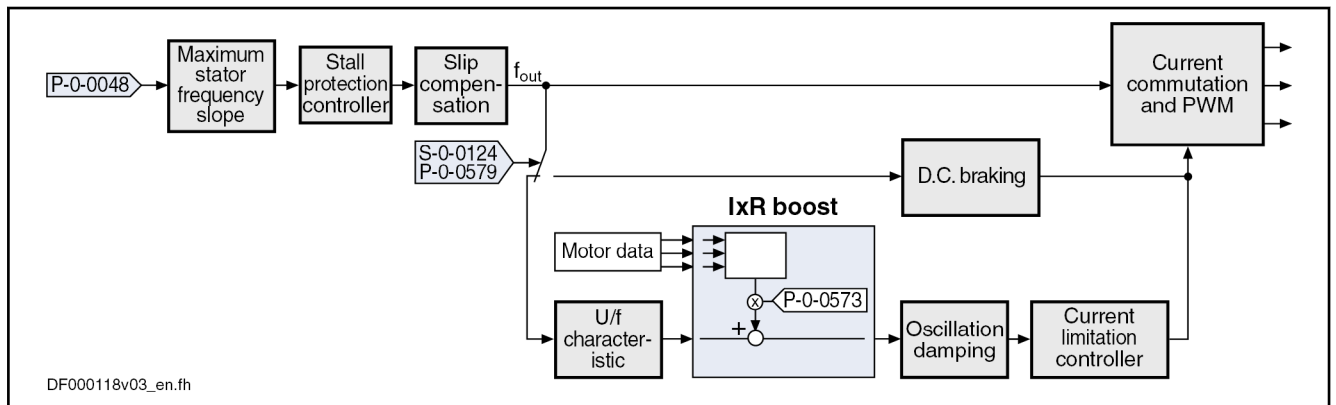 P-0-0048
Maximum
stator
frequency
slope
Stall
protection
controller
Slip
compen-
sation
fout
Current
commutation
and PWM
S-0-0124
P-0-0579
D.C. braking
IxR boost
Motor data
x
P-0-0573
+
U/f
character-
istic
Oscillation
damping
Current
limitation
controller
DF000118v03_en.fh